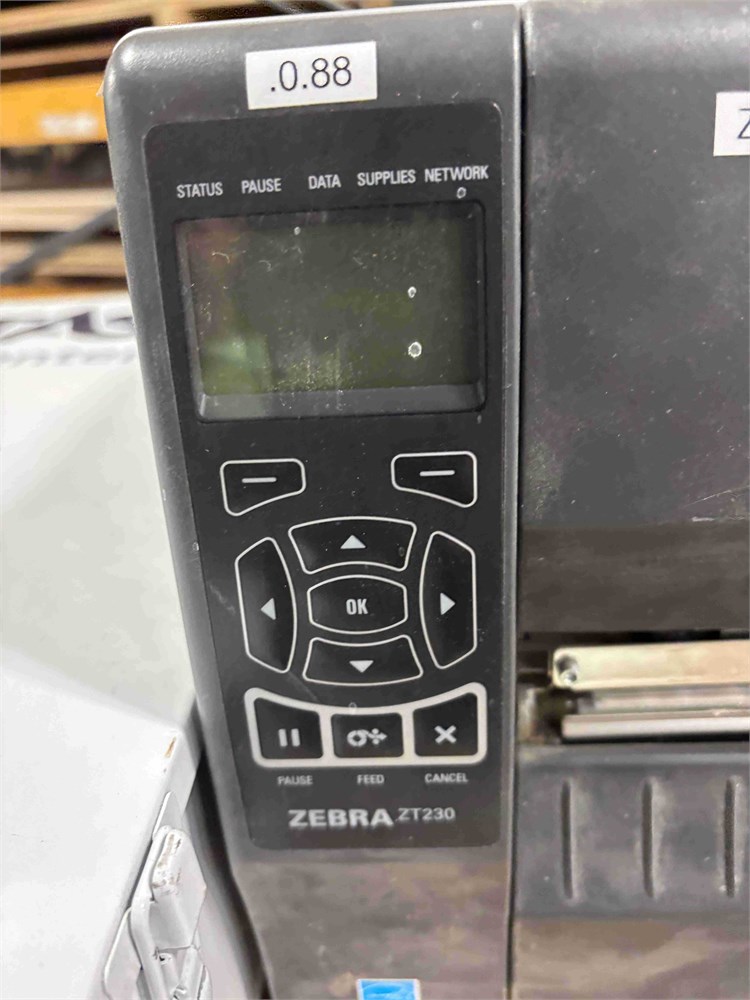 .0.88
Z
STATUS PAUSE DATA SUPPLIES NETWORK
OK
PAUSE FEED CANCEL
ZEBRA ZT230